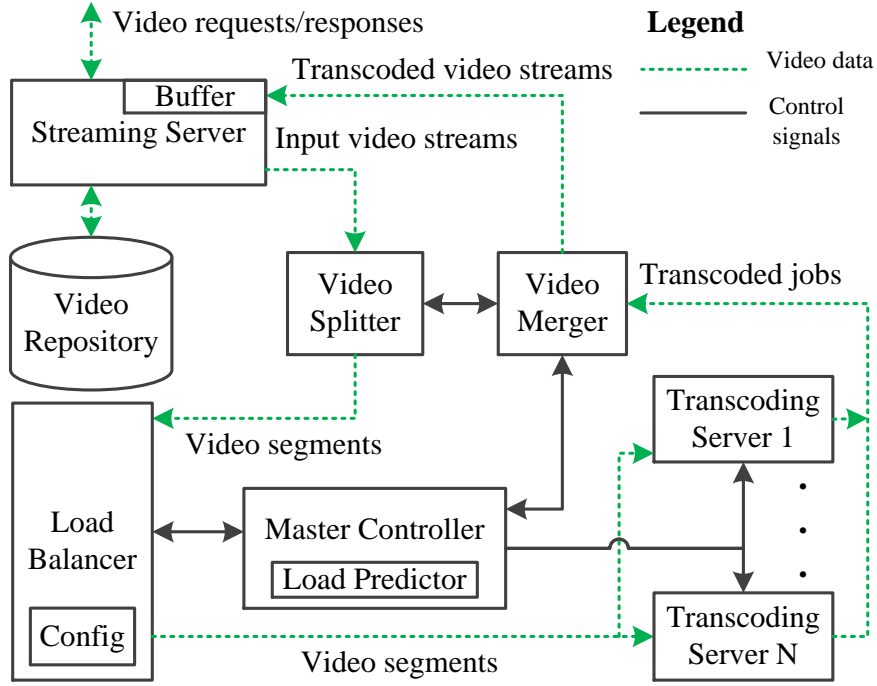 Video requests/responses
Legend
Video data
Control
signals
Transcoded video streams
Buffer
Streaming Server
Input video streams
Video
Repository
Video
Splitter
Video
Merger
Transcoded jobs
Video segments
Transcoding
Server 1
Load
Balancer
Config
Master Controller
Load Predictor
Transcoding
Server N
Video segments